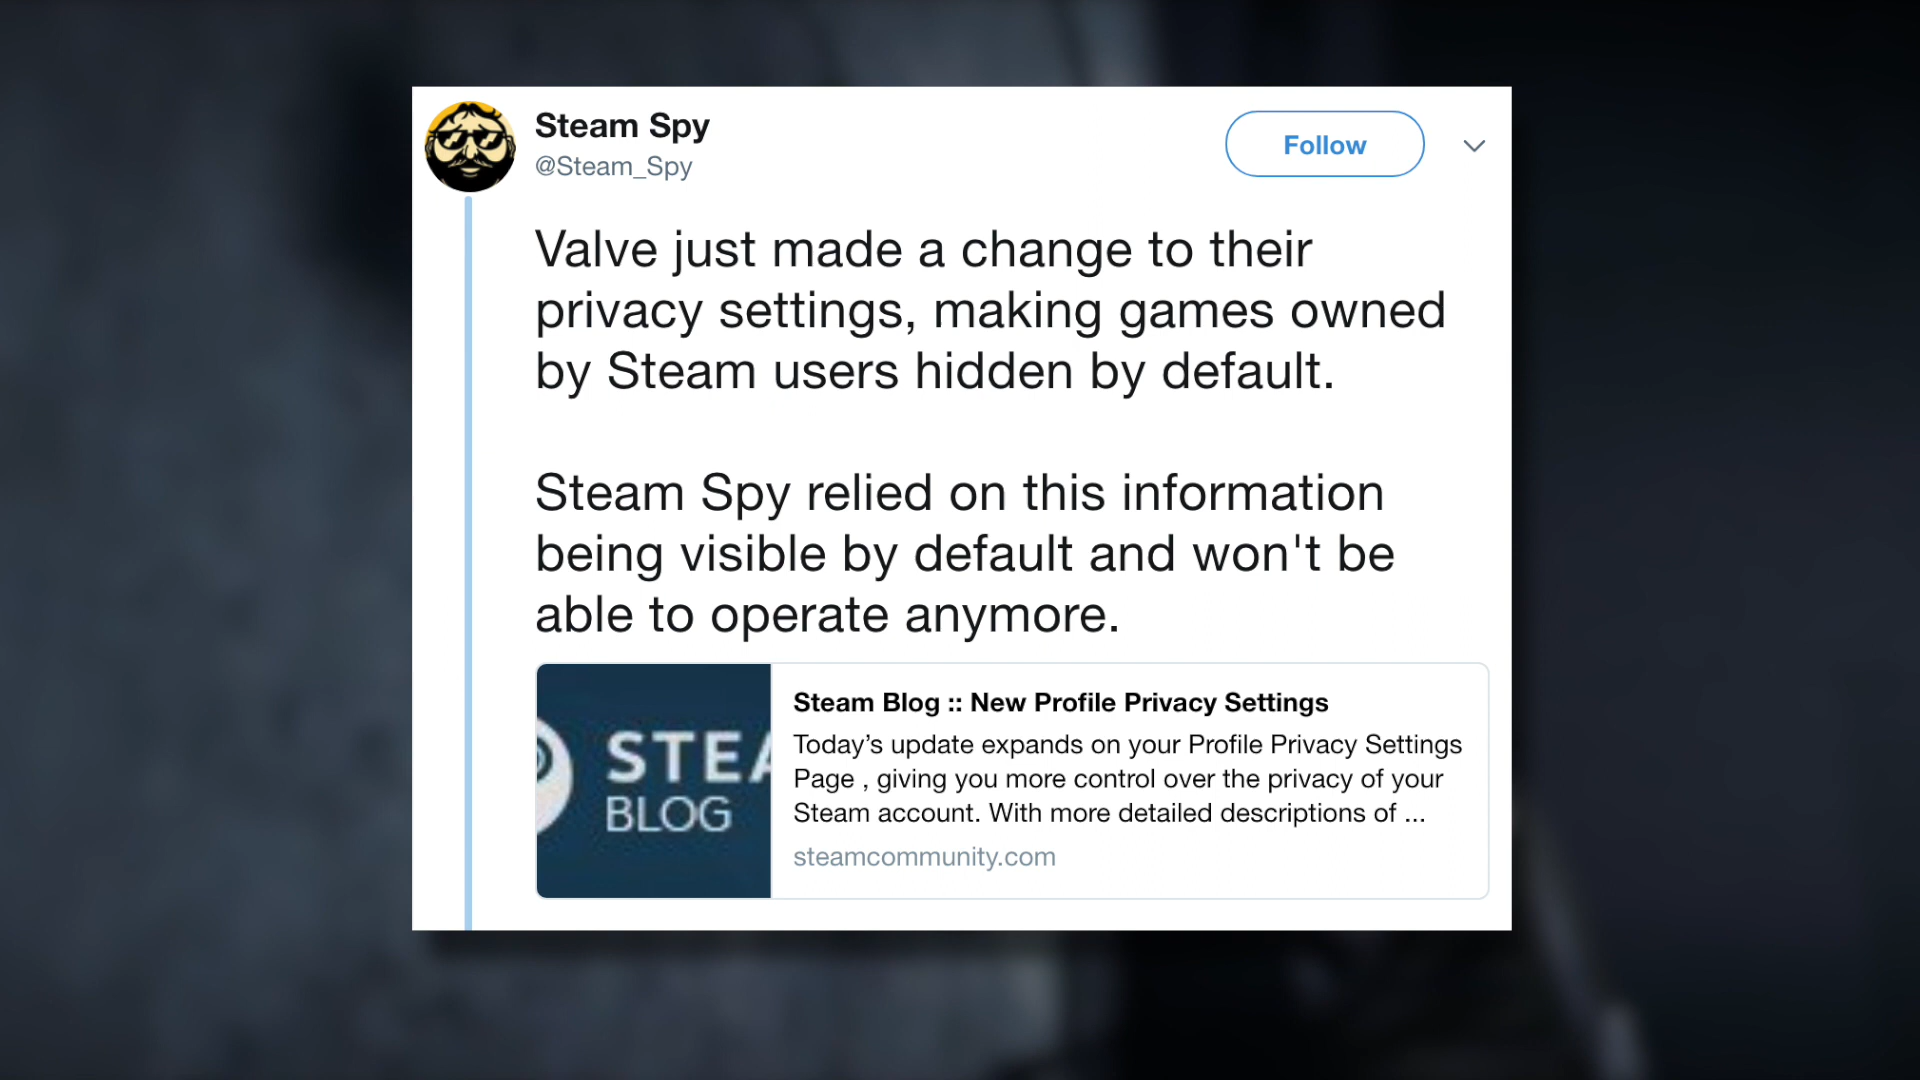 Steam Spy
@Steam_Spy
Follow
Valve just made a change to their
privacy settings, making games owned
by Steam users hidden by default.
Steam Spy relied on this information
being visible by default and won't be
able to operate anymore.
STEA
BLOG
Steam Blog :: New Profile Privacy Settings
Today’s update expands on your Profile Privacy Settings
Page , giving you more control over the privacy of your
Steam account. With more detailed descriptions of ...
steamcommunity.com